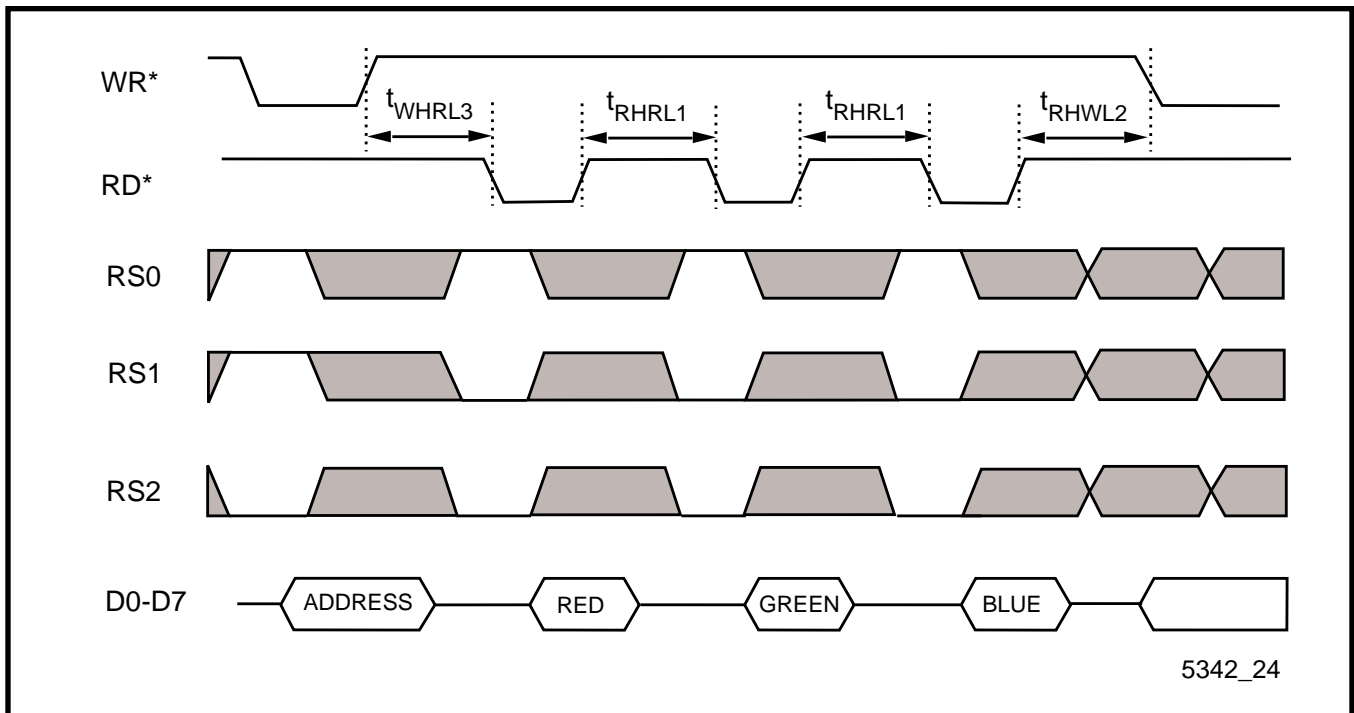 WR*
tWHRL3 tRHRL1 tRHRL1 tRHWL2
RD*
RS0
RS1
RS2
D0-D7 ADDRESS RED GREEN BLUE
5342_24